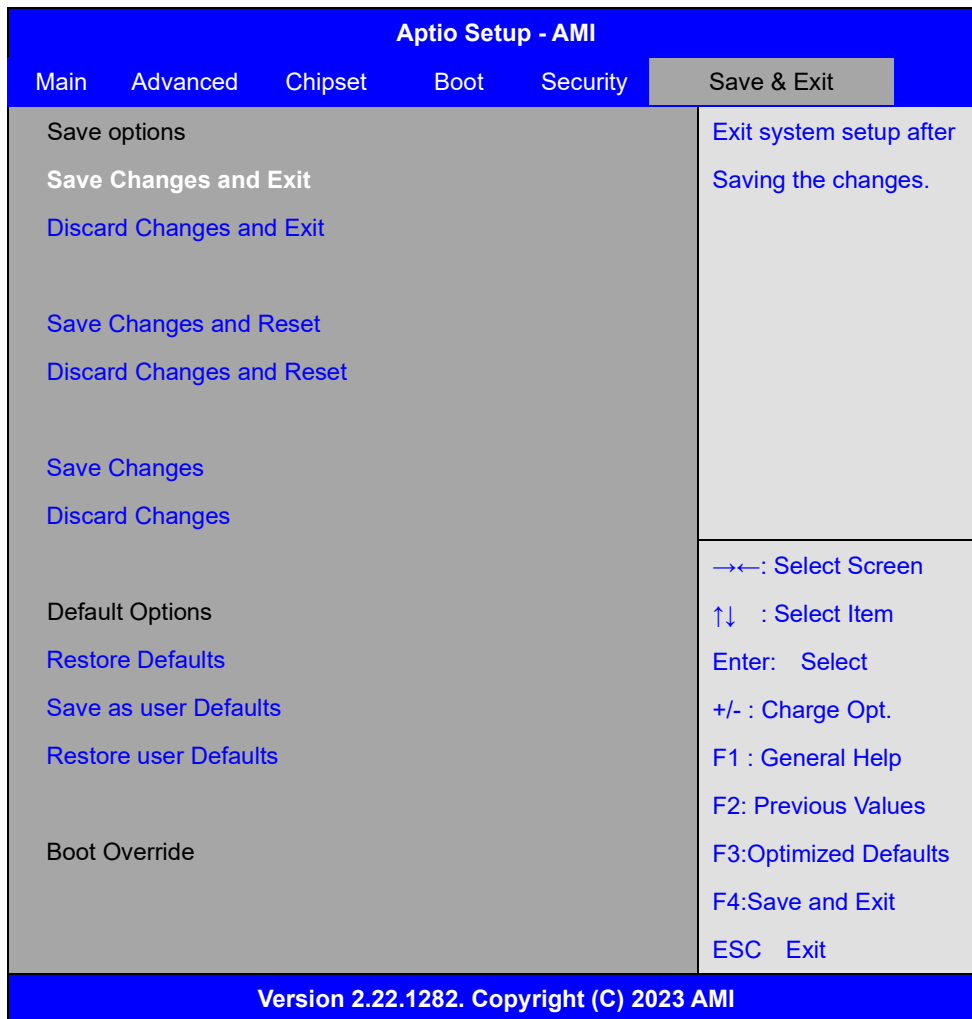 Aptio Setup - AMI
Main Advanced Chipset Boot Security Save & Exit
Save options
Save Changes and Exit
Discard Changes and Exit
Save Changes and Reset
Discard Changes and Reset
Save Changes
Discard Changes
Default Options
Restore Defaults
Save as user Defaults
Restore user Defaults
Boot Override
Exit system setup after
Saving the changes.
→←: Select Screen
↑↓ : Select Item
Enter: Select
+/- : Charge Opt.
F1 : General Help
F2: Previous Values
F3:Optimized Defaults
F4:Save and Exit
ESC Exit
Version 2.22.1282. Copyright (C) 2023 AMI